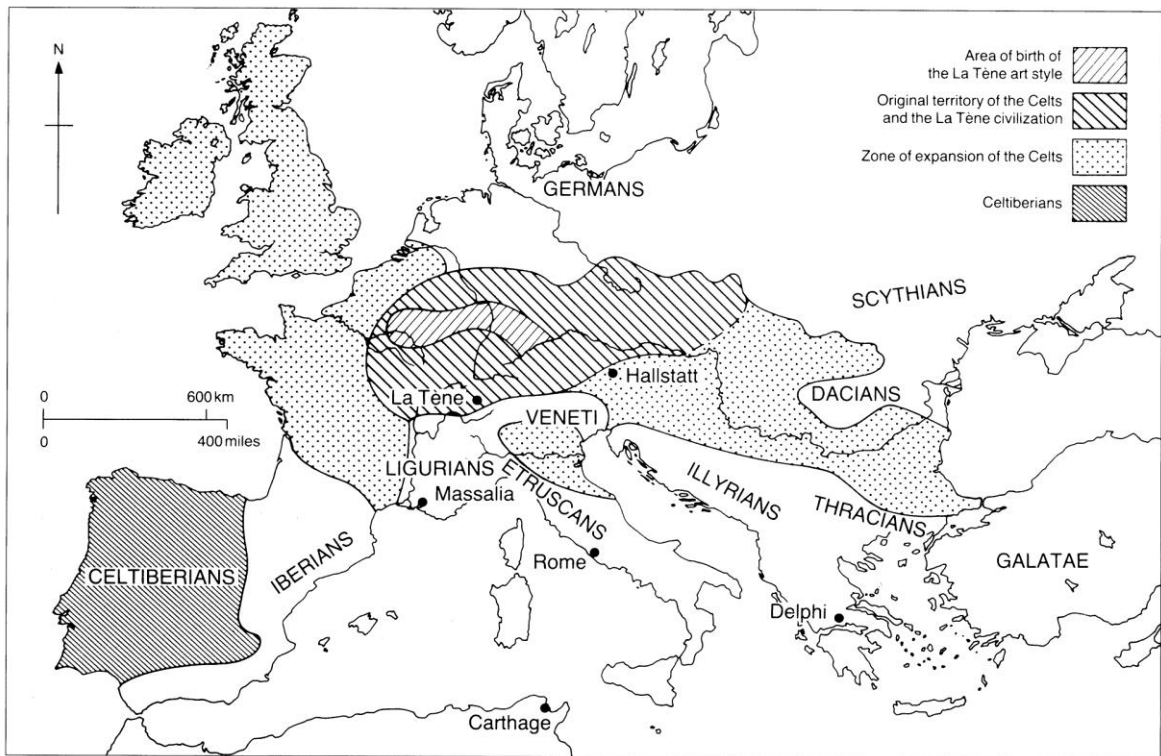 N
Area of birth of
the La Tène art style
Original territory of the Celts
and the La Tène civilization
Zone of expansion of the Celts
Celtiberians
GERMANS
SCYTHIANS
Hallstatt
La Tène
DACIANS
0 600 km
0 400 miles
VENETI
LIGURIANS
ETRUSCANS
Massalia
ILLYRIANS
THRACIANS
IBERIANS
CELTIBERIANS
Rome
GALATAE
Delphi
Carthage